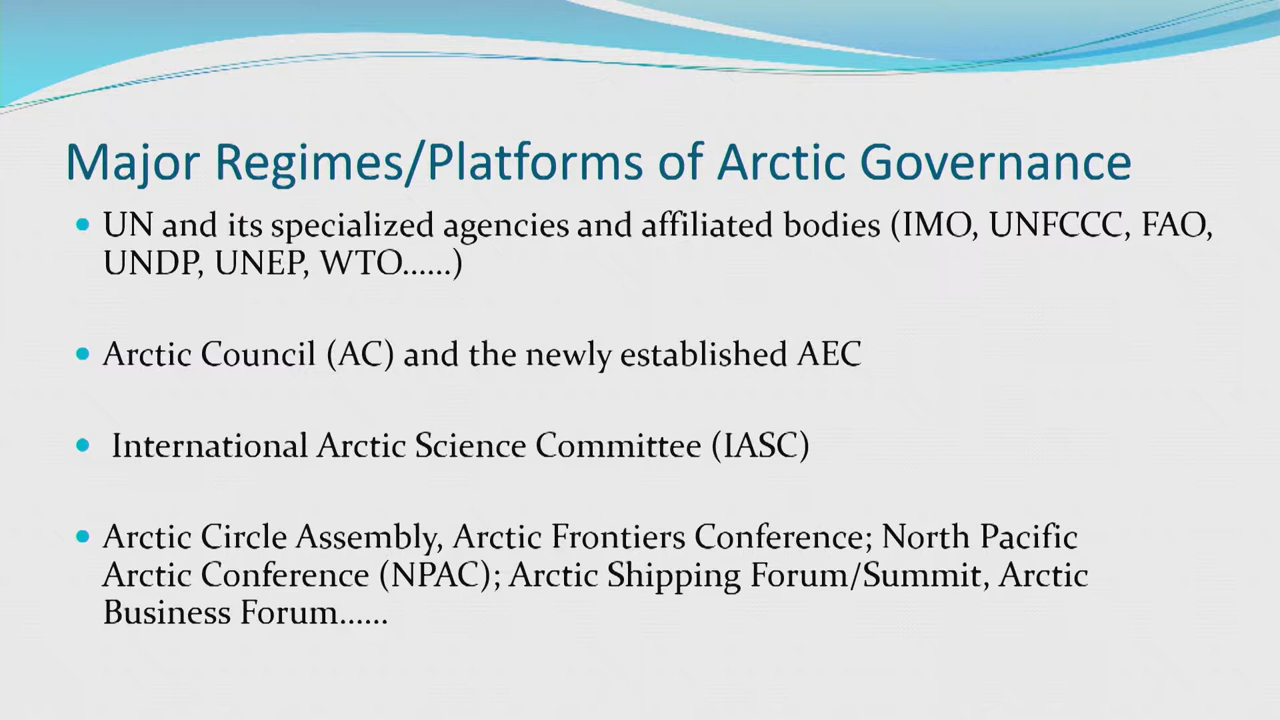 Major Regimes/Platforms of Arctic Governance
• UN and its specialized agencies and affiliated bodies (IMO, UNFCCC, FAO,
UNDP, UNEP, WTO……)
• Arctic Council (AC) and the newly established AEC
• International Arctic Science Committee (IASC)
• Arctic Circle Assembly, Arctic Frontiers Conference; North Pacific
Arctic Conference (NPAC); Arctic Shipping Forum/Summit, Arctic
Business Forum……